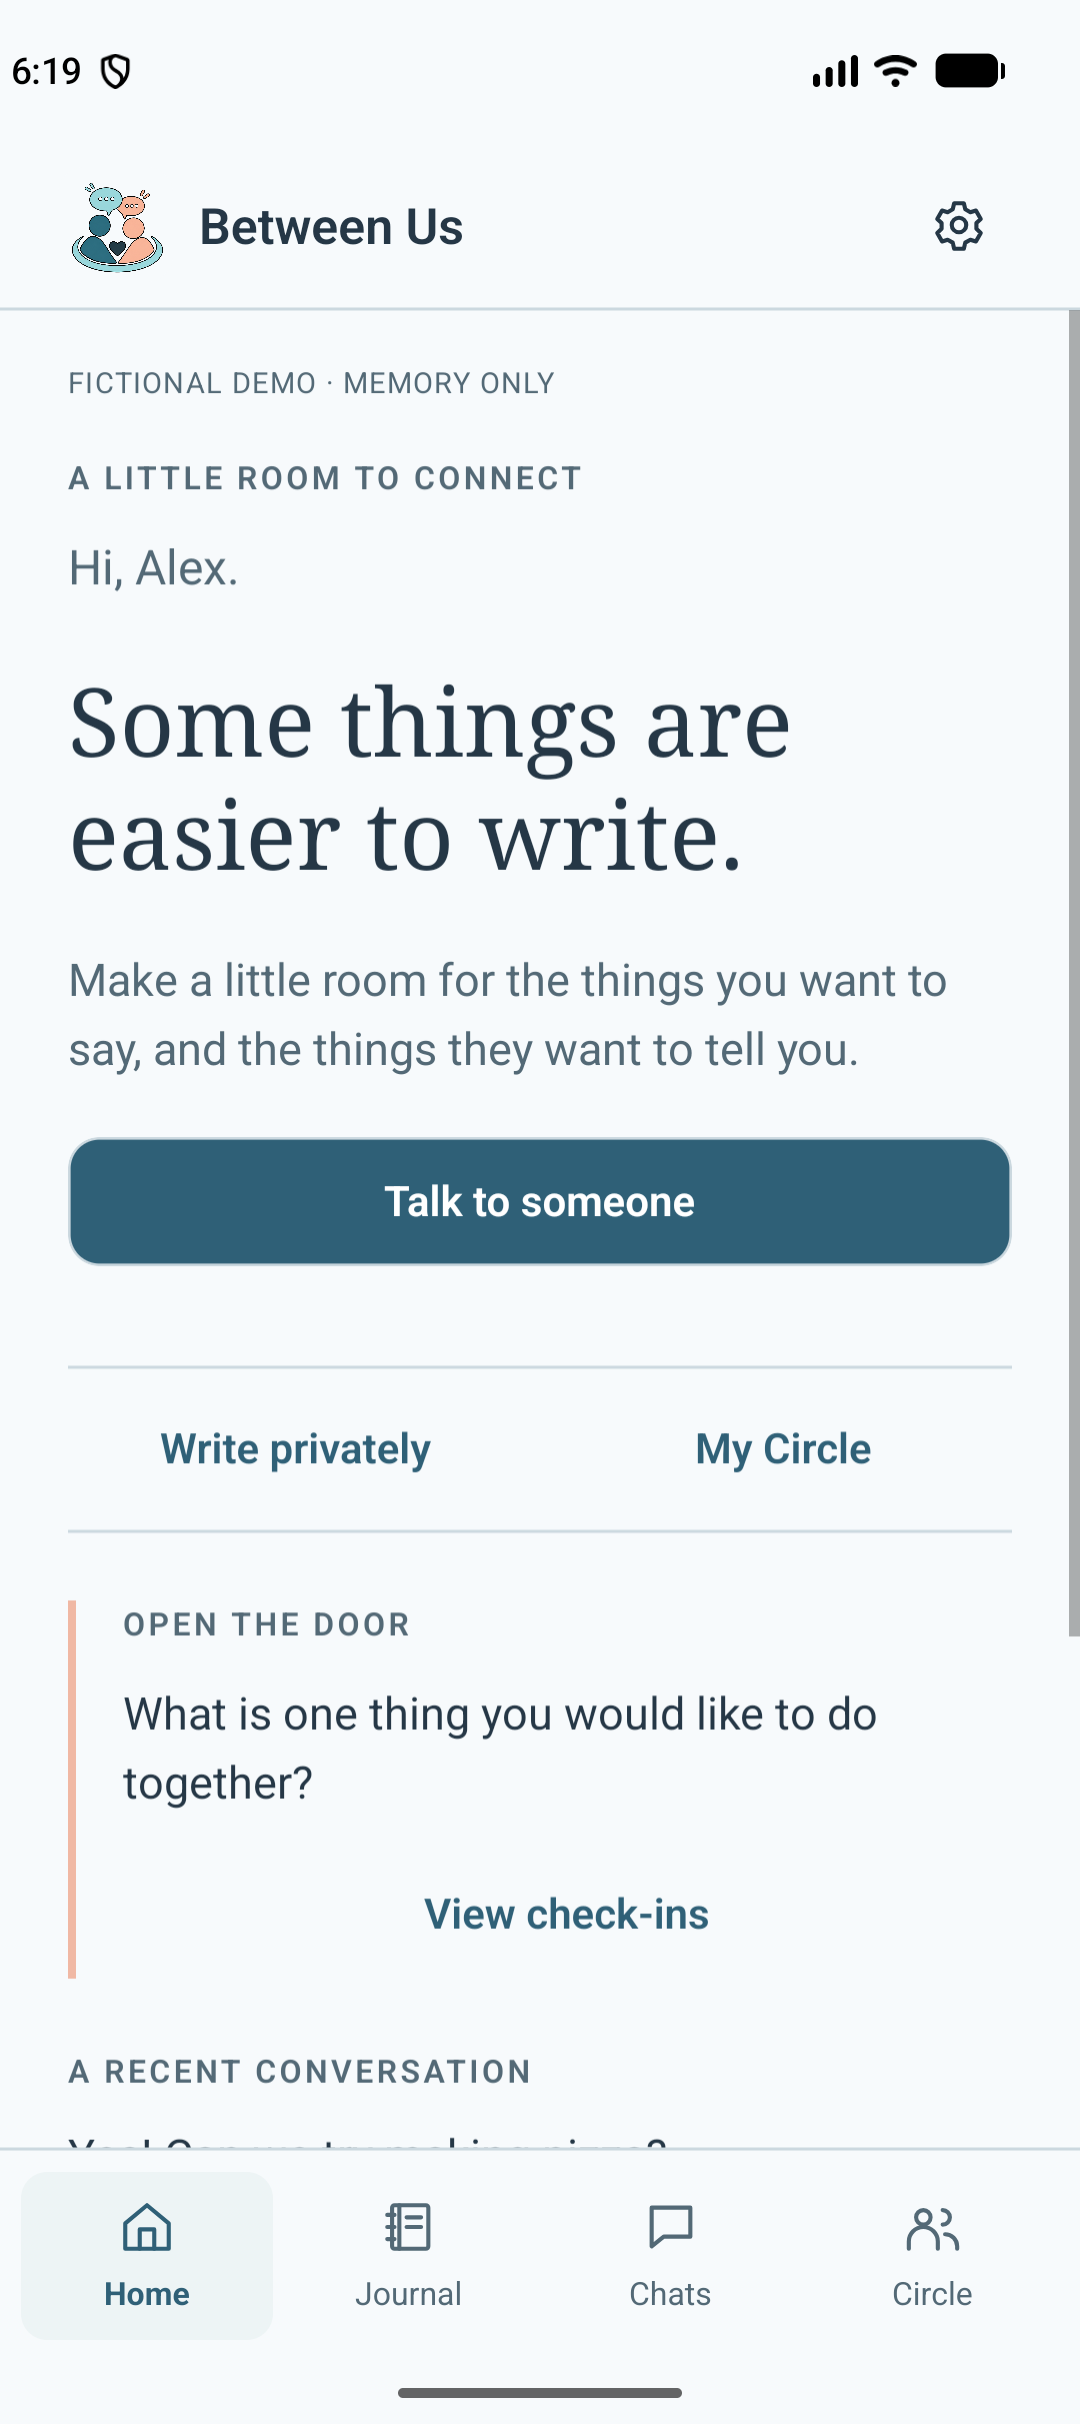 6:19
Between Us
FICTIONAL DEMO · MEMORY ONLY
A LITTLE ROOM TO CONNECT
Hi, Alex.
Some things are
easier to write.
Make a little room for the things you want to
say, and the things they want to tell you.
Talk to someone
Write privately
My Circle
OPEN THE DOOR
What is one thing you would like to do
together?
View check-ins
A RECENT CONVERSATION
Home
Journal
Chats
Circle